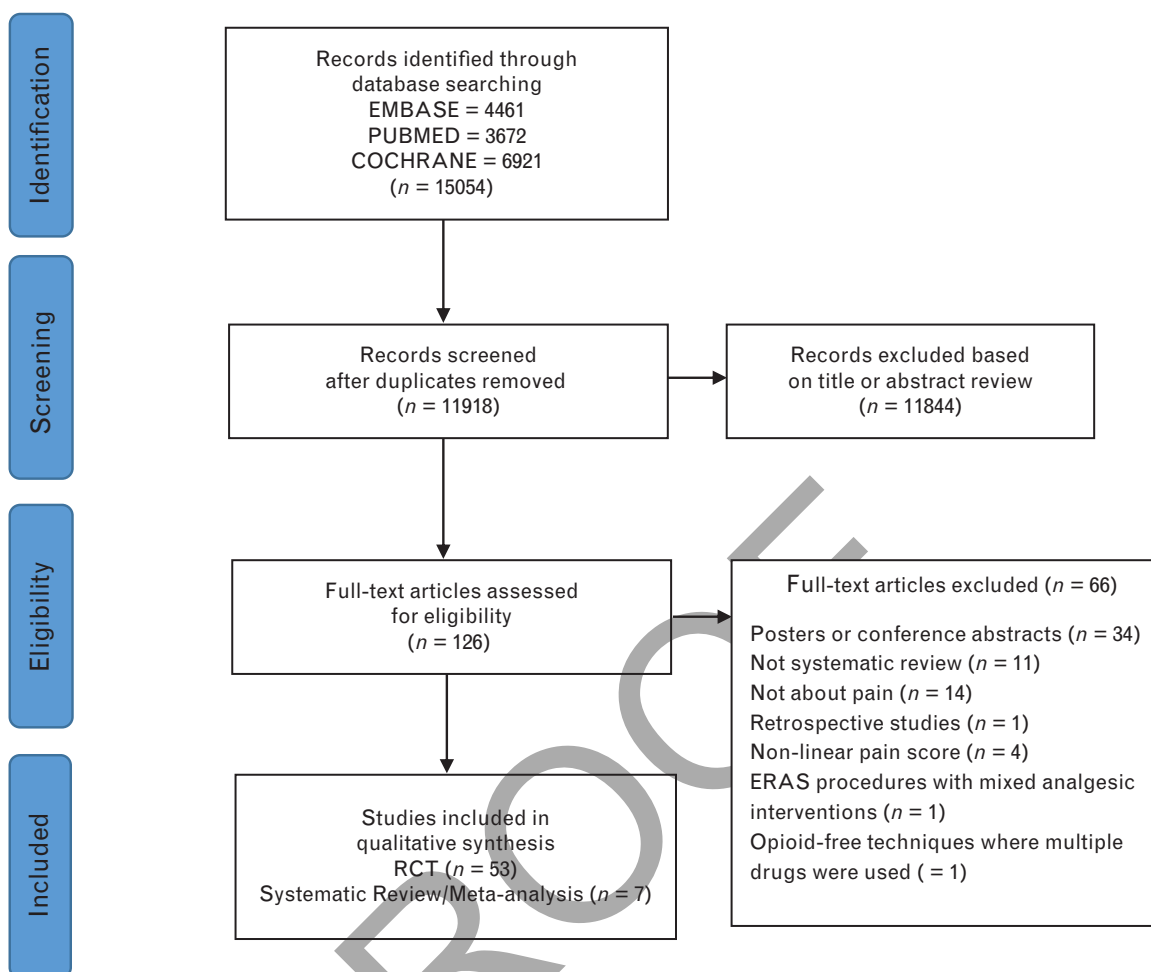 Identification
Records identified through
database searching
EMBASE = 4461
PUBMED = 3672
COCHRANE = 6921
(n = 15054)
Screening
Records screened
after duplicates removed
(n = 11918)
Records excluded based
on title or abstract review
(n = 11844)
Eligibility
Full-text articles assessed
for eligibility
(n = 126)
Full-text articles excluded (n = 66)
Posters or conference abstracts (n = 34)
Not systematic review (n = 11)
Not about pain (n = 14)
Retrospective studies (n = 1)
Non-linear pain score (n = 4)
ERAS procedures with mixed analgesic
interventions (n = 1)
Opioid-free techniques where multiple
drugs were used ( = 1)
Included
Studies included in
qualitative synthesis
RCT (n = 53)
Systematic Review/Meta-analysis (n = 7)
ROOF